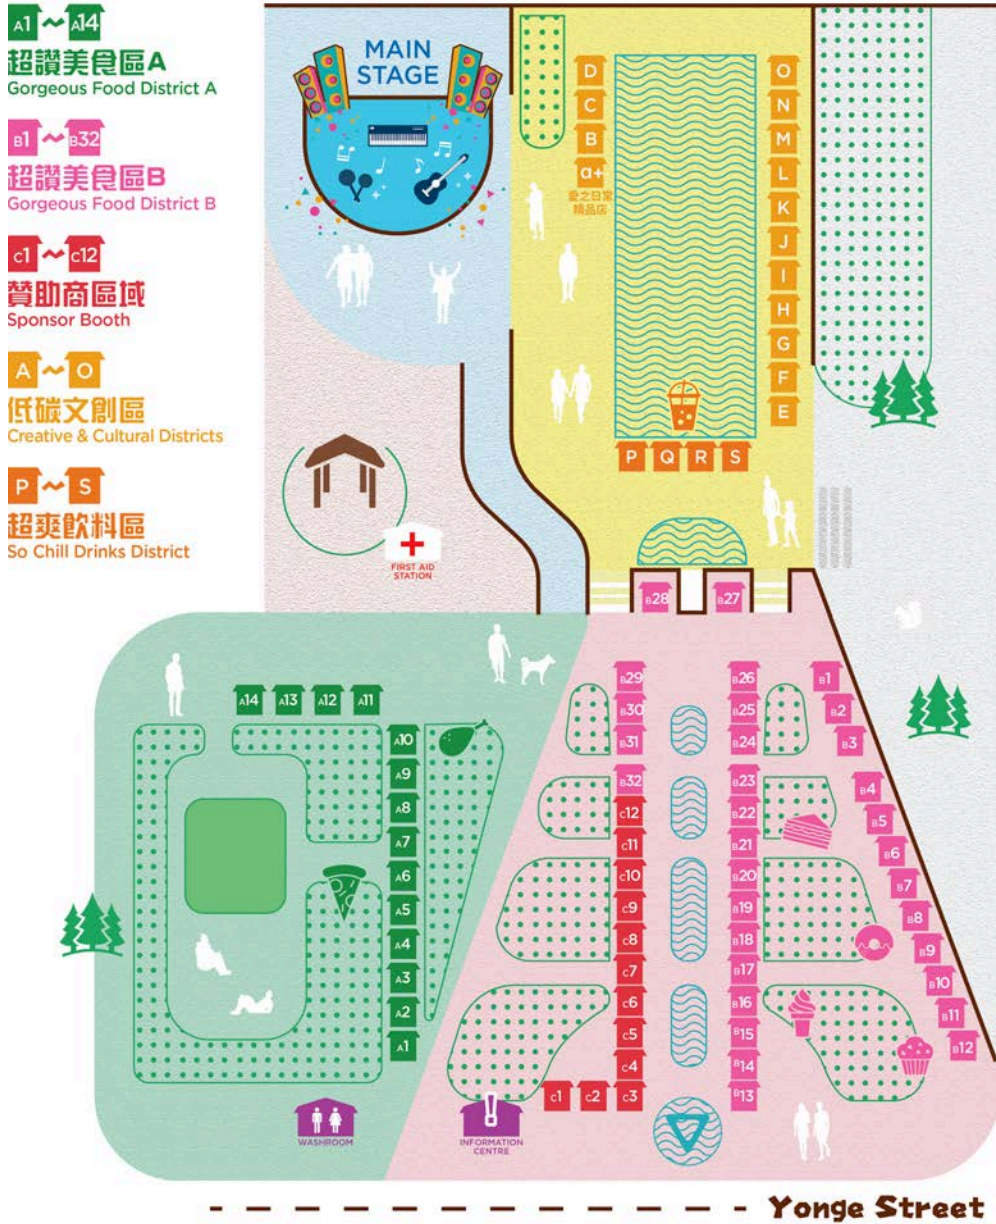 A1 ~ A14
超讚美食區A
Gorgeous Food District A
B1 ~ B32
超讚美食區B
Gorgeous Food District B
C1 ~ C12
贊助商區域
Sponsor Booth
A ~ O
低碳文創區
Creative & Cultural Districts
P ~ S
超爽飲料區
So Chill Drinks District
MAIN
STAGE
D
C
B
a+
愛之日常
精品店
O
N
M
L
K
J
I
H
G
F
E
P Q R S
FIRST AID
STATION
B28 B27
A14 A13 A12 A11
A10
A9
A8
A7
A6
A5
A4
A3
A2
A1
B29
B30
B31
B32
C12
C11
C10
C9
C8
C7
C6
C5
C4
C1 C2 C3
B26
B25
B24
B23
B22
B21
B20
B19
B18
B17
B16
B15
B14
B13
B1
B2
B3
B4
B5
B6
B7
B8
B9
B10
B11
B12
WASHROOM
INFORMATION
CENTRE
Yonge Street